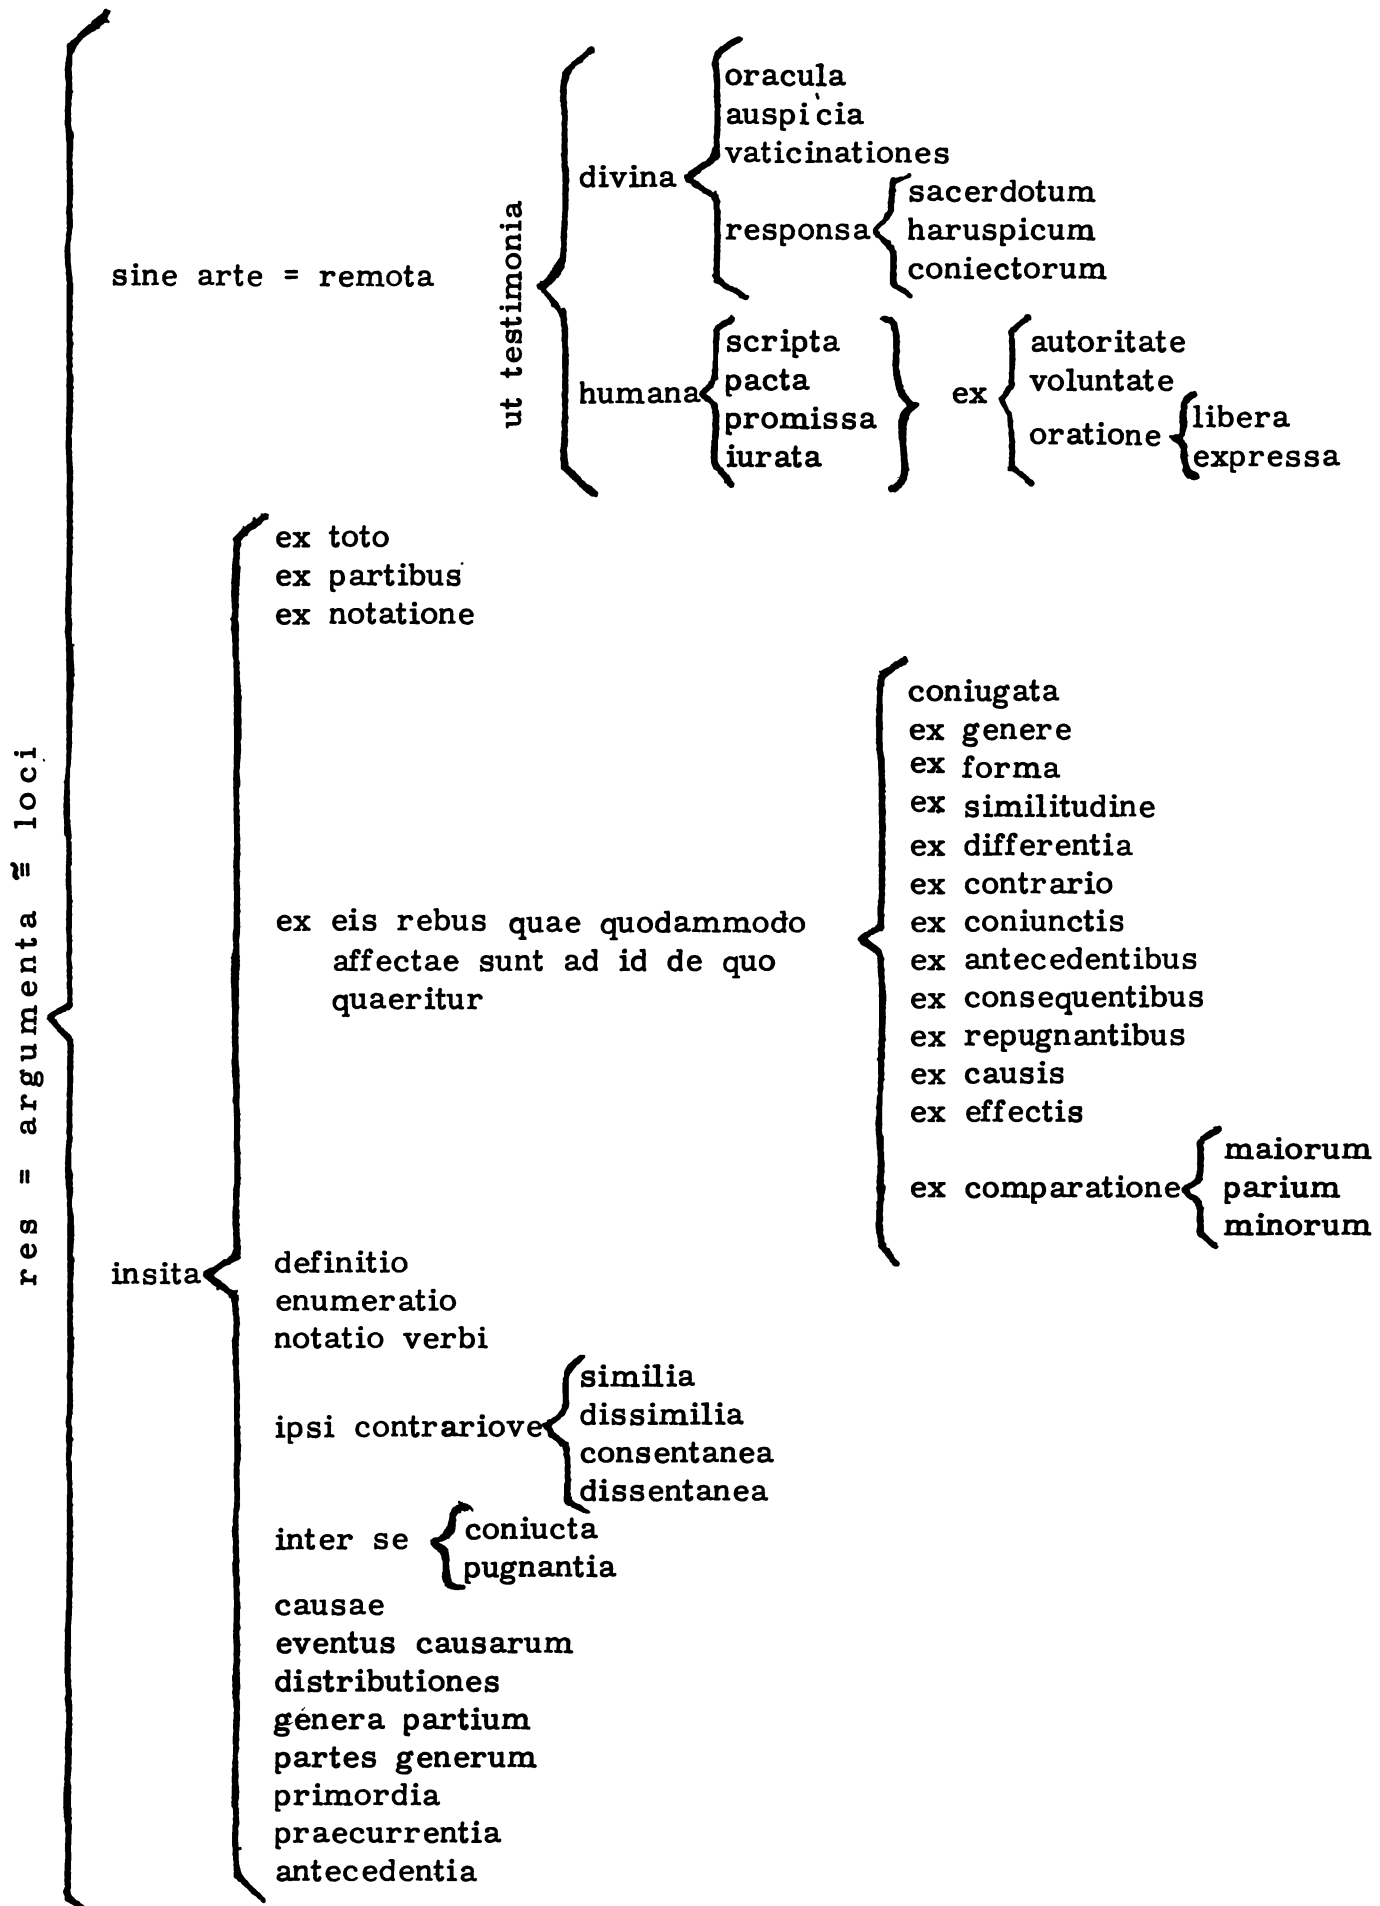 res = argumenta ≅ loci
sine arte = remota
ut testimonia
divina
oracula
auspicia
vaticinationes
responsa
sacerdotum
haruspicum
coniectorum
humana
scripta
pacta
promissa
iurata
ex
autoritate
voluntate
oratione
libera
expressa
insita
ex toto
ex partibus
ex notatione
ex eis rebus quae quodammodo
affectae sunt ad id de quo
quaeritur
coniugata
ex genere
ex forma
ex similitudine
ex differentia
ex contrario
ex coniunctis
ex antecedentibus
ex consequentibus
ex repugnantibus
ex causis
ex effectis
ex comparatione
maiorum
parium
minorum
definitio
enumeratio
notatio verbi
ipsi contrariove
similia
dissimilia
consentanea
dissentanea
inter se
coniucta
pugnantia
causae
eventus causarum
distributiones
genera partium
partes generum
primordia
praecurrentia
antecedentia